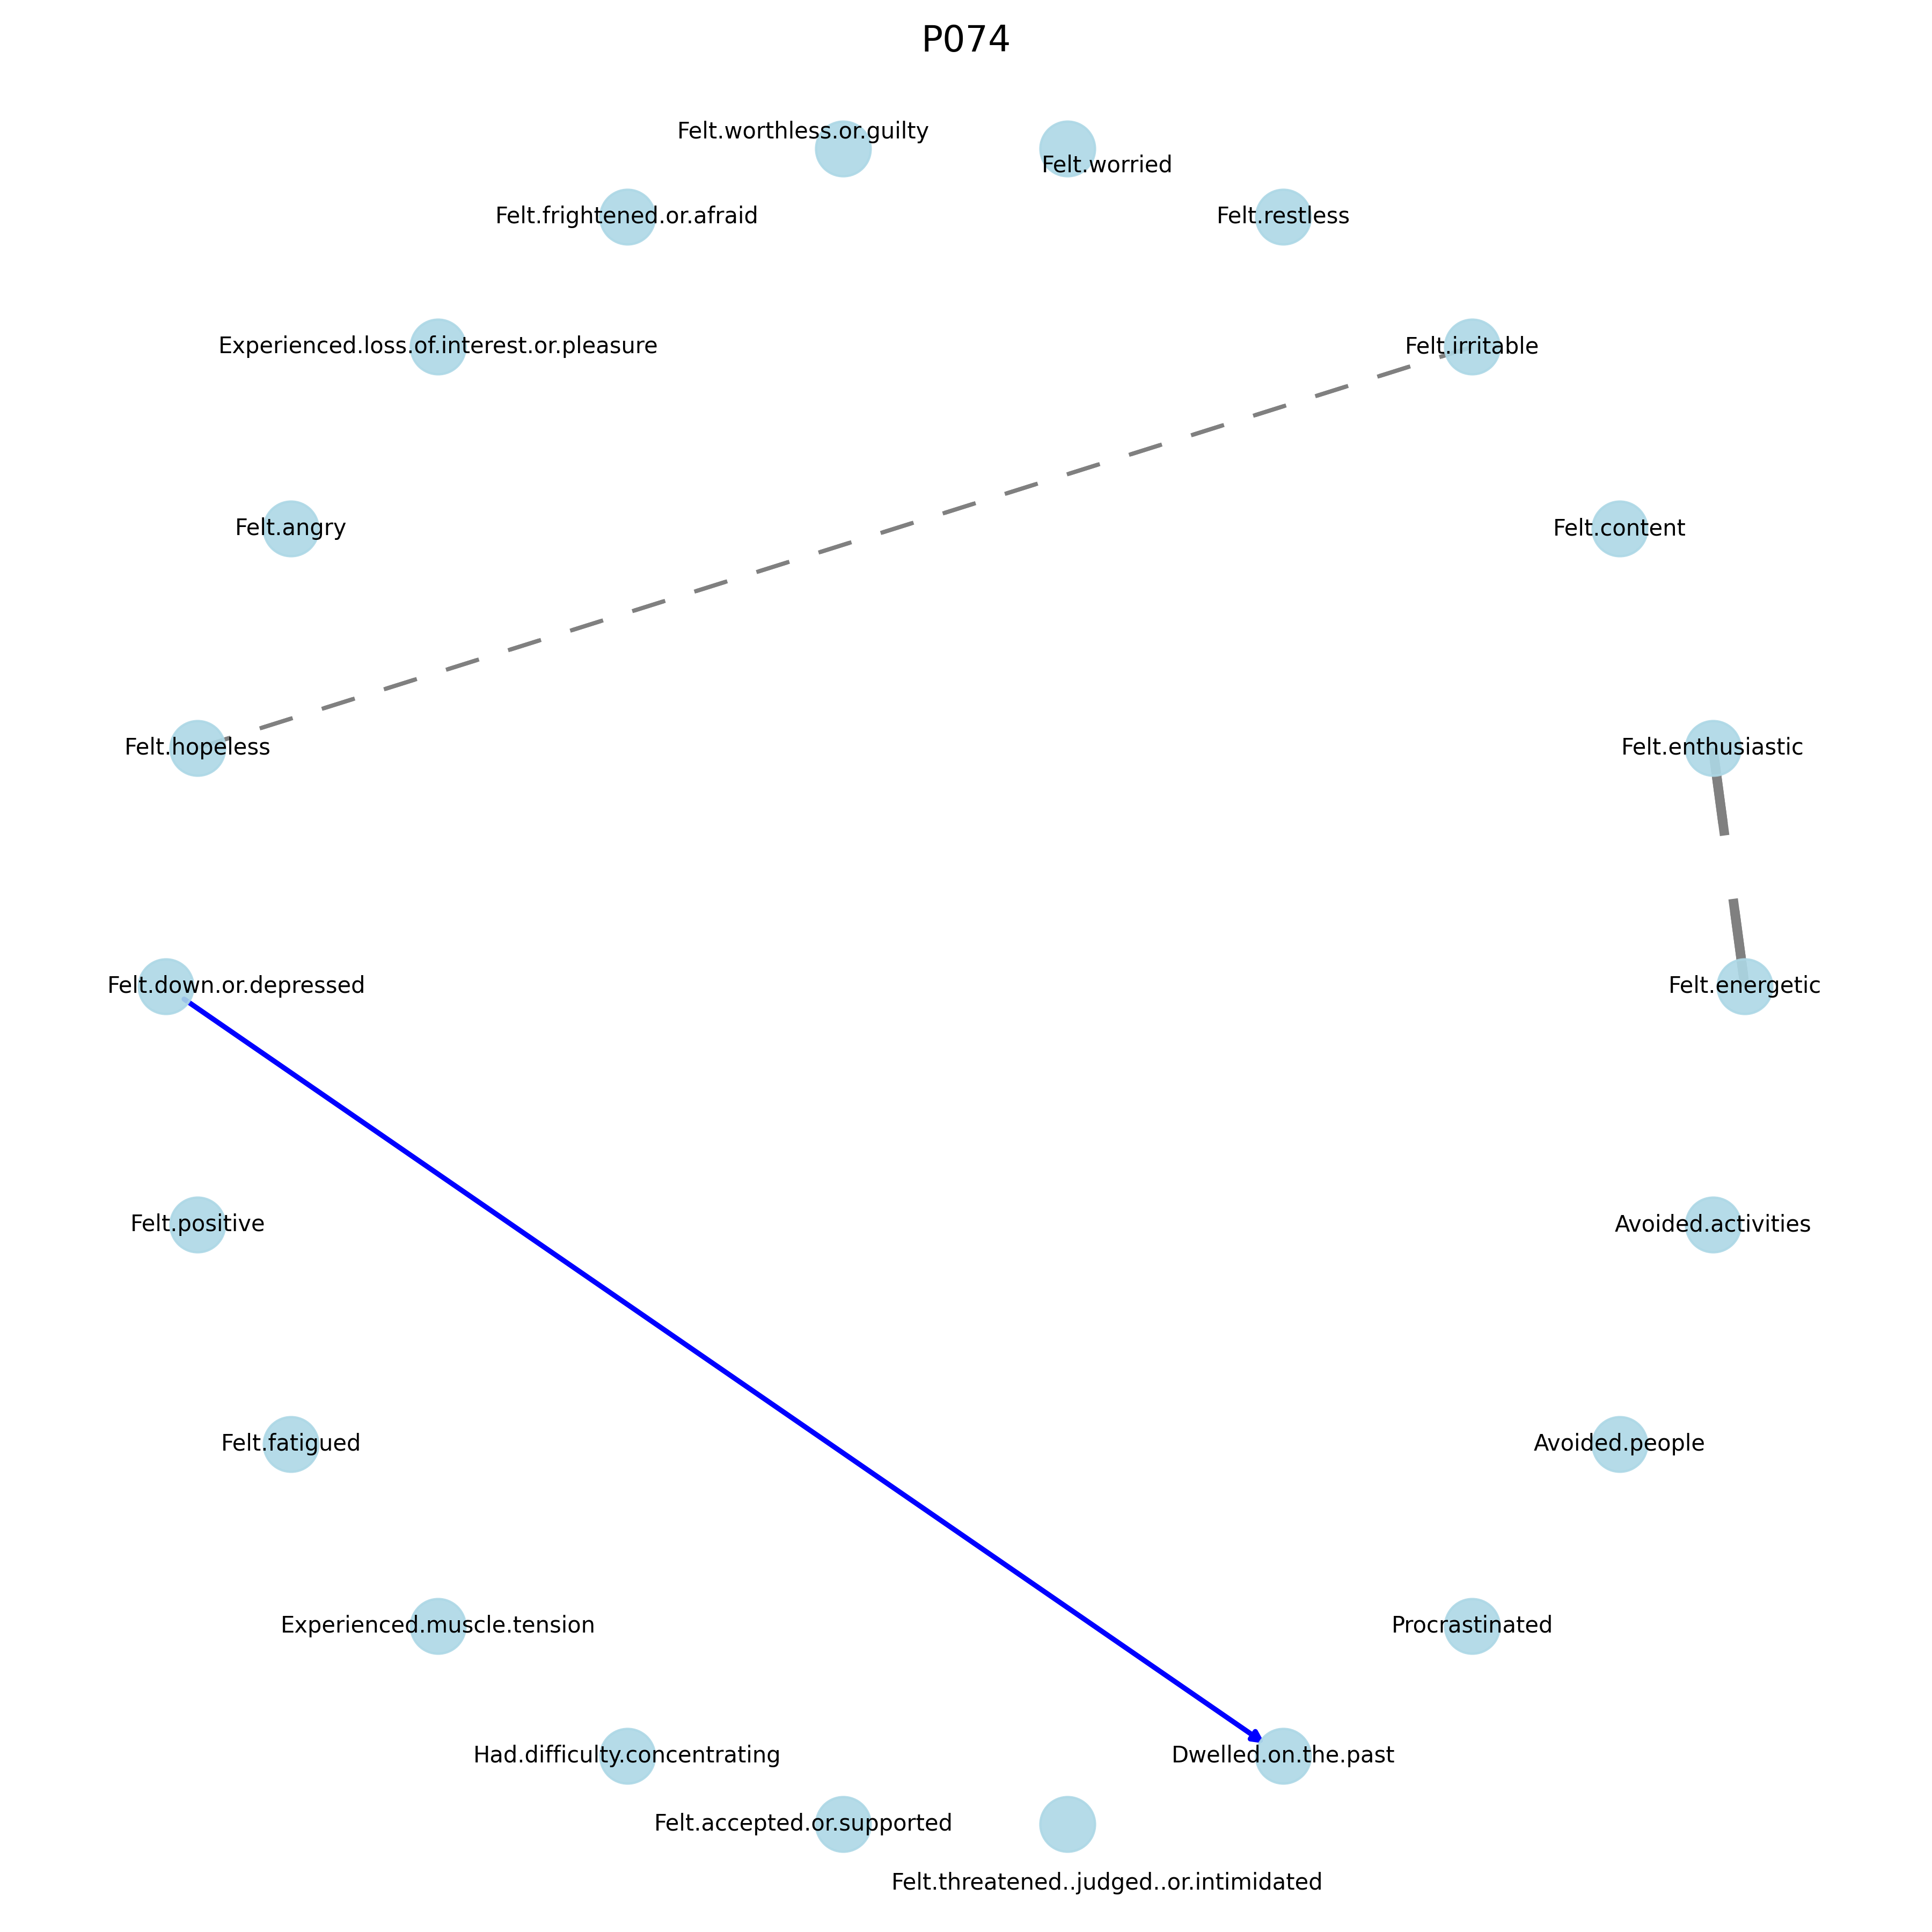 P074
Felt.worthless.or.guilty
Felt.worried
Felt.frightened.or.afraid
Felt.restless
Experienced.loss.of.interest.or.pleasure
Felt.irritable
Felt.angry
Felt.content
Felt.hopeless
Felt.enthusiastic
Felt.down.or.depressed
Felt.energetic
Felt.positive
Avoided.activities
Felt.fatigued
Avoided.people
Experienced.muscle.tension
Procrastinated
Had.difficulty.concentrating
Dwelled.on.the.past
Felt.accepted.or.supported
Felt.threatened..judged..or.intimidated